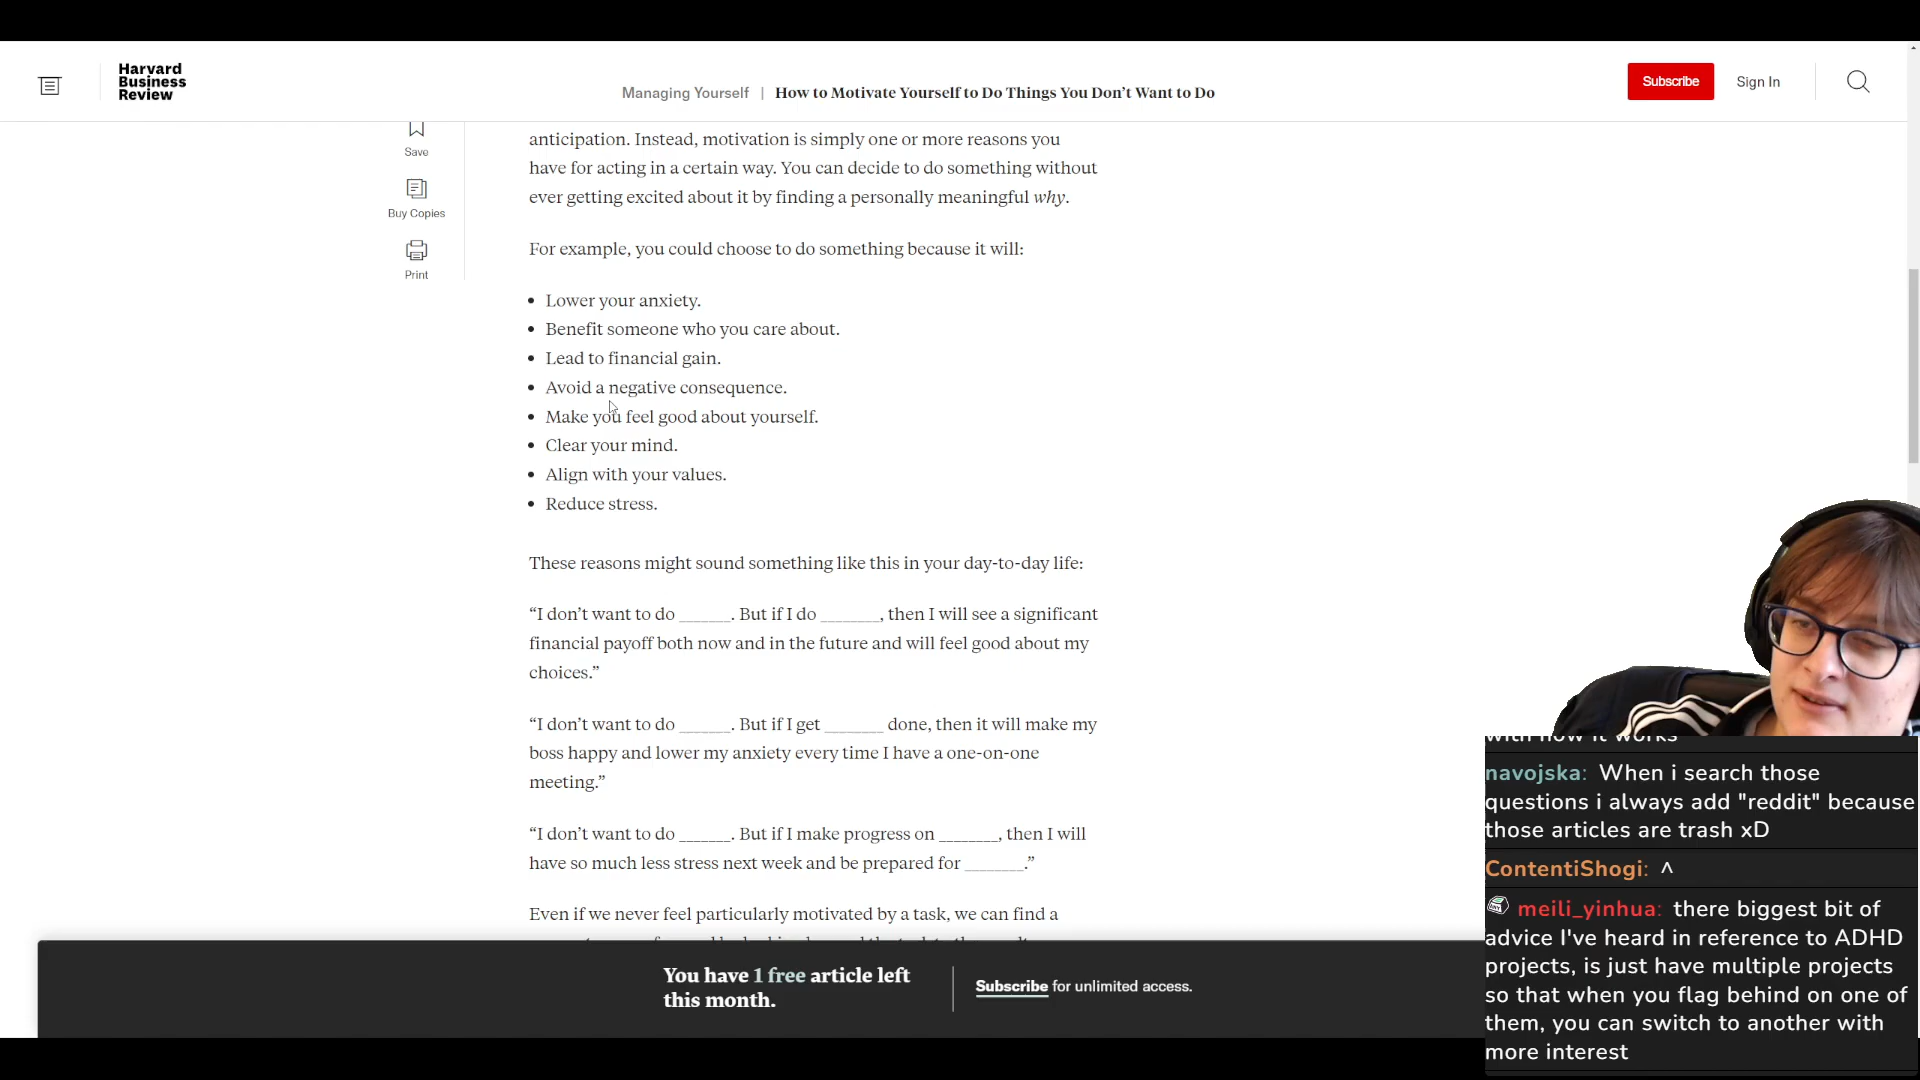 Harvard
Business
Review
Managing Yourself | How to Motivate Yourself to Do Things You Don’t Want to Do
Subscribe
Sign In
Save
Buy Copies
Print
anticipation. Instead, motivation is simply one or more reasons you
have for acting in a certain way. You can decide to do something without
ever getting excited about it by finding a personally meaningful why.
For example, you could choose to do something because it will:
• Lower your anxiety.
• Benefit someone who you care about.
• Lead to financial gain.
• Avoid a negative consequence.
• Make you feel good about yourself.
• Clear your mind.
• Align with your values.
• Reduce stress.
These reasons might sound something like this in your day-to-day life:
“I don’t want to do ______. But if I do _______, then I will see a significant
financial payoff both now and in the future and will feel good about my
choices.”
“I don’t want to do ______. But if I get _______ done, then it will make my
boss happy and lower my anxiety every time I have a one-on-one
meeting.”
“I don’t want to do ______. But if I make progress on _______, then I will
have so much less stress next week and be prepared for _______.”
Even if we never feel particularly motivated by a task, we can find a
You have 1 free article left
this month.
Subscribe for unlimited access.
with how it works
navojska: When i search those
questions i always add "reddit" because
those articles are trash xD
ContentiShogi: ^
meili_yinhua: there biggest bit of
advice I've heard in reference to ADHD
projects, is just have multiple projects
so that when you flag behind on one of
them, you can switch to another with
more interest